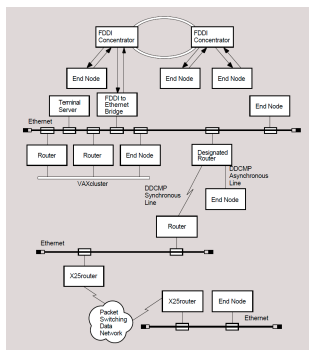 FDDI
Concentrator
FDDI
Concentrator
End Node
End Node
End Node
Terminal
Server
FDDI to
Ethernet
Bridge
End Node
Ethernet
Router
Router
End Node
Designated
Router
VAXcluster
DDCMP
Synchronous
Line
DDCMP
Asynchronous
Line
End Node
Router
Ethernet
X25router
Packet
Switching
Data
Network
X25router
End Node
Ethernet